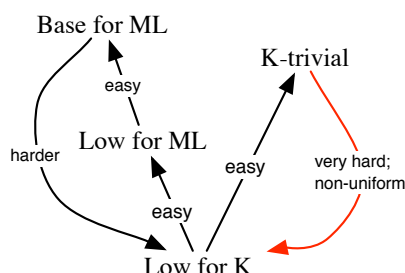 Base for ML
K-trivial
easy
Low for ML
harder
easy
very hard;
non-uniform
easy
Low for K